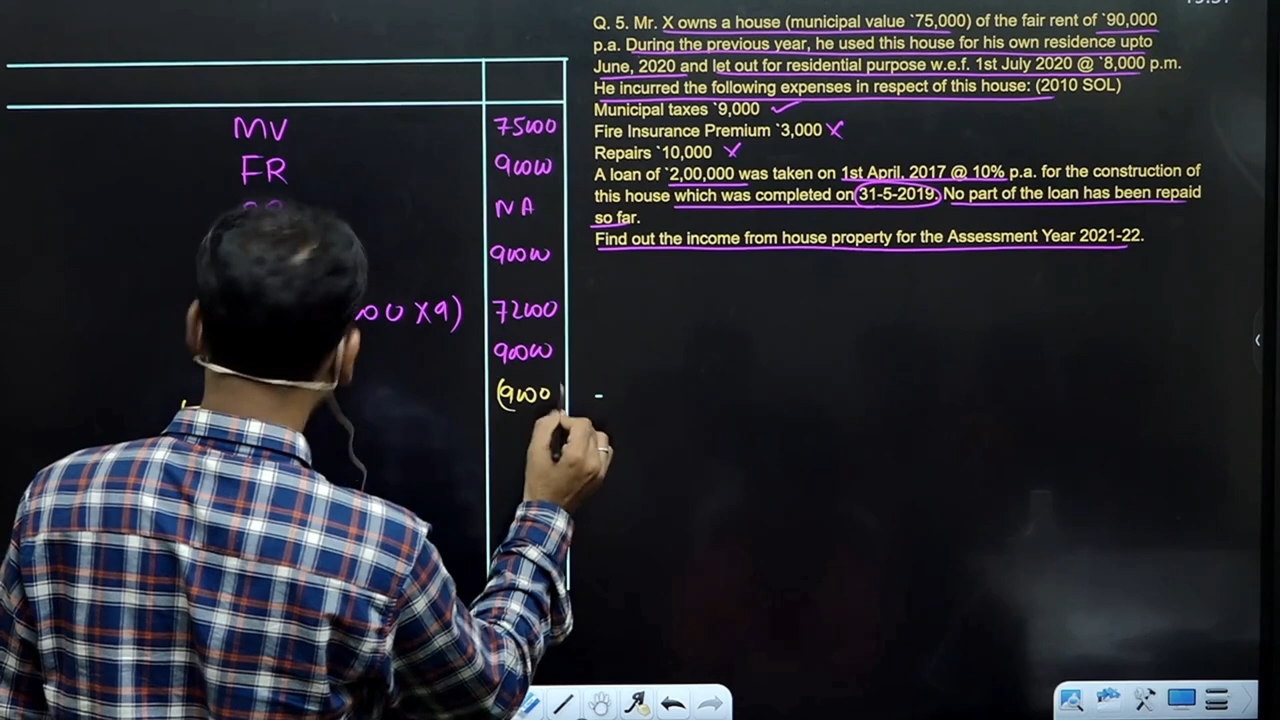 Q. 5. Mr. X owns a house (municipal value `75,000) of the fair rent of `90,000
p.a. During the previous year, he used this house for his own residence upto
June, 2020 and let out for residential purpose w.e.f. 1st July 2020 @ `8,000 p.m.
He incurred the following expenses in respect of this house: (2010 SOL)
Municipal taxes `9,000
Fire Insurance Premium `3,000
Repairs `10,000
A loan of `2,00,000 was taken on 1st April, 2017 @ 10% p.a. for the construction of
this house which was completed on 31-5-2019. No part of the loan has been repaid
so far.
Find out the income from house property for the Assessment Year 2021-22.
MV 75000
FR 90000
NA
90000
00 X 9) 72000
90000
(9000